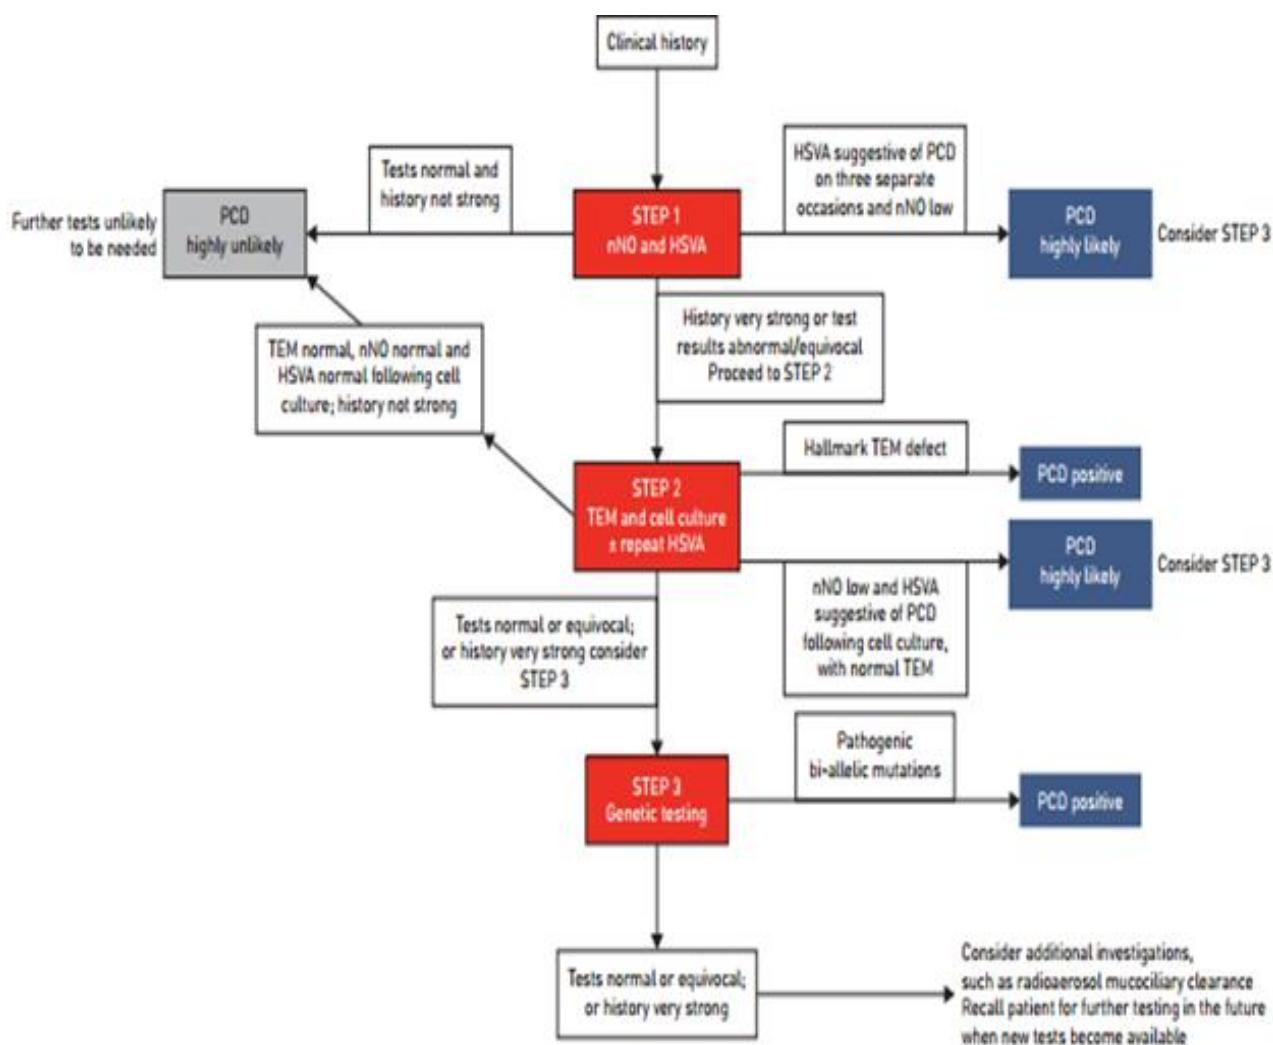 Clinical history
Tests normal and
history not strong
HSVA suggestive of PCD
on three separate
occasions and nNO low
Further tests unlikely
to be needed
PCD
highly unlikely
STEP 1
nNO and HSVA
PCD
highly likely
Consider STEP 3
TEM normal, nNO normal and
HSVA normal following cell
culture; history not strong
History very strong or test
results abnormal/equivocal
Proceed to STEP 2
Hallmark TEM defect
STEP 2
TEM and cell culture
± repeat HSVA
PCD positive
PCD
highly likely
Consider STEP 3
Tests normal or equivocal;
or history very strong consider
STEP 3
nNO low and HSVA
suggestive of PCD
following cell culture,
with normal TEM
STEP 3
Genetic testing
Pathogenic
bi-allelic mutations
PCD positive
Tests normal or equivocal;
or history very strong
Consider additional investigations,
such as radioaerosol mucociliary clearance
Recall patient for further testing in the future
when new tests become available